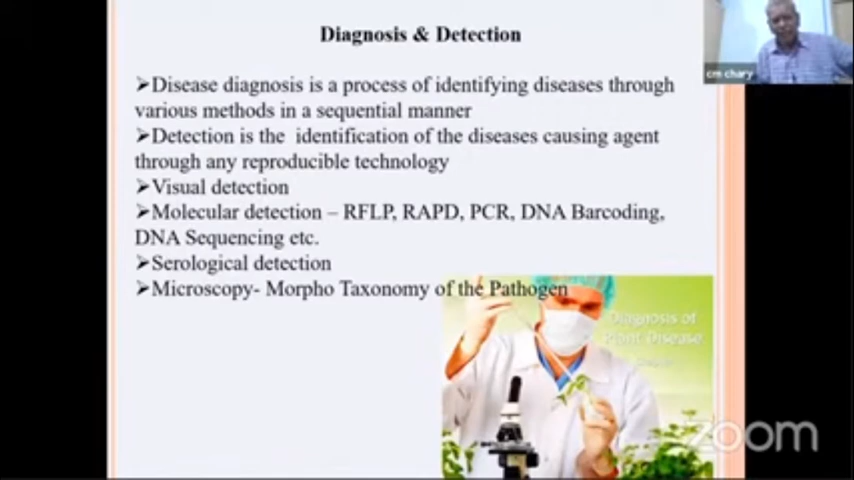 Diagnosis & Detection
cm chary
➢Disease diagnosis is a process of identifying diseases through
various methods in a sequential manner
➢Detection is the identification of the diseases causing agent
through any reproducible technology
➢Visual detection
➢Molecular detection – RFLP, RAPD, PCR, DNA Barcoding,
DNA Sequencing etc.
➢Serological detection
➢Microscopy- Morpho Taxonomy of the Pathogen
Diagnosis of
Plant Disease
zoom